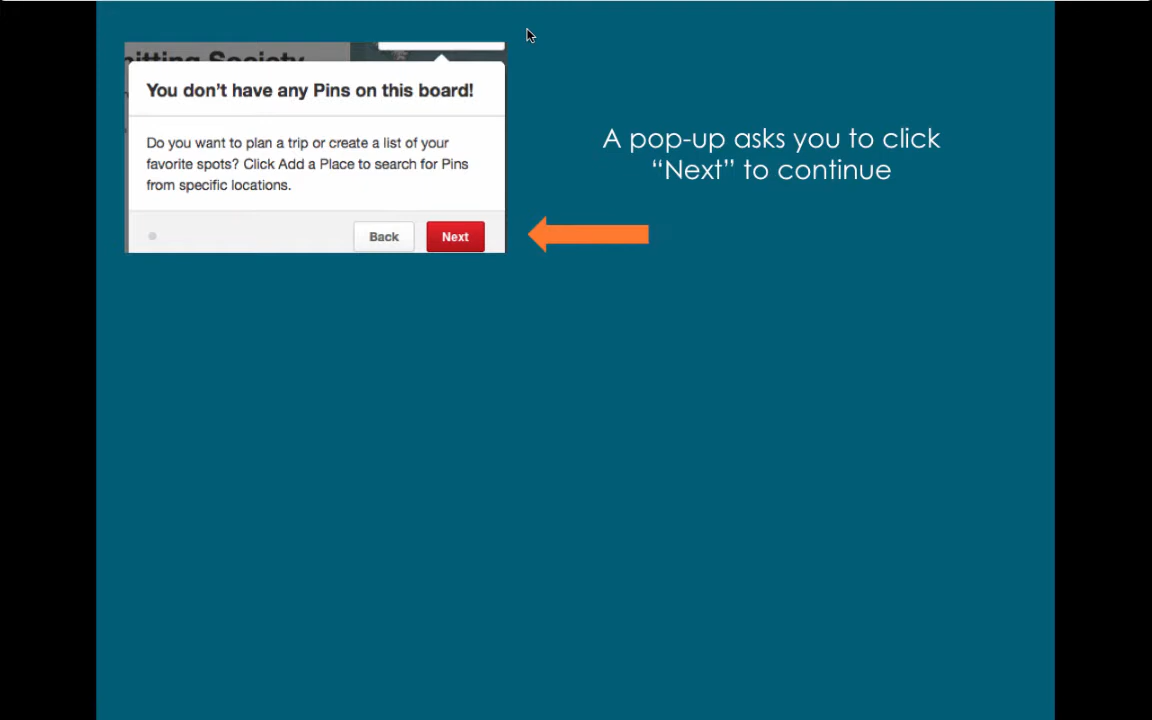 itting Society
You don't have any Pins on this board!
Do you want to plan a trip or create a list of your
favorite spots? Click Add a Place to search for Pins
from specific locations.
Back
Next
A pop-up asks you to click
“Next” to continue